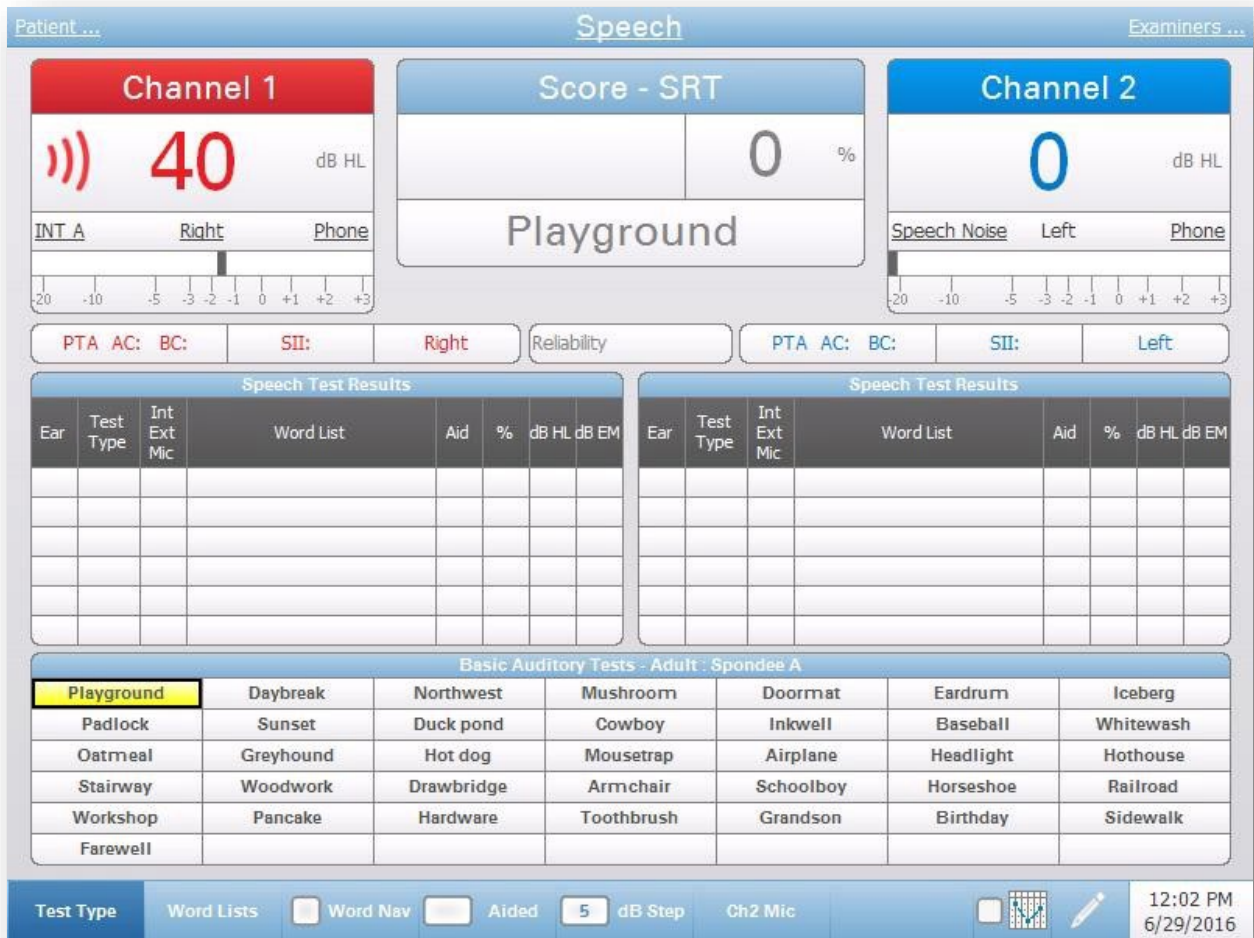 Patient ... Speech Examiners ...
Channel 1 Score - SRT Channel 2
40 dB HL 0 % 0 dB HL
INT A Right Phone Playground Speech Noise Left Phone
-20 -10 -5 -3 -2 -1 0 +1 +2 +3 -20 -10 -5 -3 -2 -1 0 +1 +2 +3
PTA AC: BC: SII: Right Reliability PTA AC: BC: SII: Left
Speech Test Results Speech Test Results
Ear Test Type Int Ext Mic Word List Aid % dB HL dB EM Ear Test Type Int Ext Mic Word List Aid % dB HL dB EM
Basic Auditory Tests - Adult : Spondee A
Playground Daybreak Northwest Mushroom Doormat Eardrum Iceberg
Padlock Sunset Duck pond Cowboy Inkwell Baseball Whitewash
Oatmeal Greyhound Hot dog Mousetrap Airplane Headlight Hothouse
Stairway Woodwork Drawbridge Armchair Schoolboy Horseshoe Railroad
Workshop Pancake Hardware Toothbrush Grandson Birthday Sidewalk
Farewell
Test Type Word Lists Word Nav Aided 5 dB Step Ch2 Mic 12:02 PM
6/29/2016